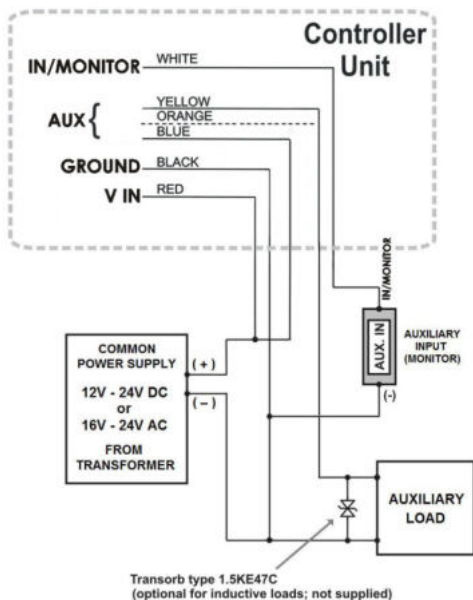 Controller
Unit
IN/MONITOR
WHITE
AUX {
YELLOW
ORANGE
BLUE
GROUND
BLACK
V IN
RED
IN/MONITOR
AUX. IN
AUXILIARY
INPUT
(MONITOR)
(-)
COMMON
POWER SUPPLY
12V - 24V DC
or
16V - 24V AC
FROM
TRANSFORMER
(+)
(–)
AUXILIARY
LOAD
Transorb type 1.5KE47C
(optional for inductive loads; not supplied)